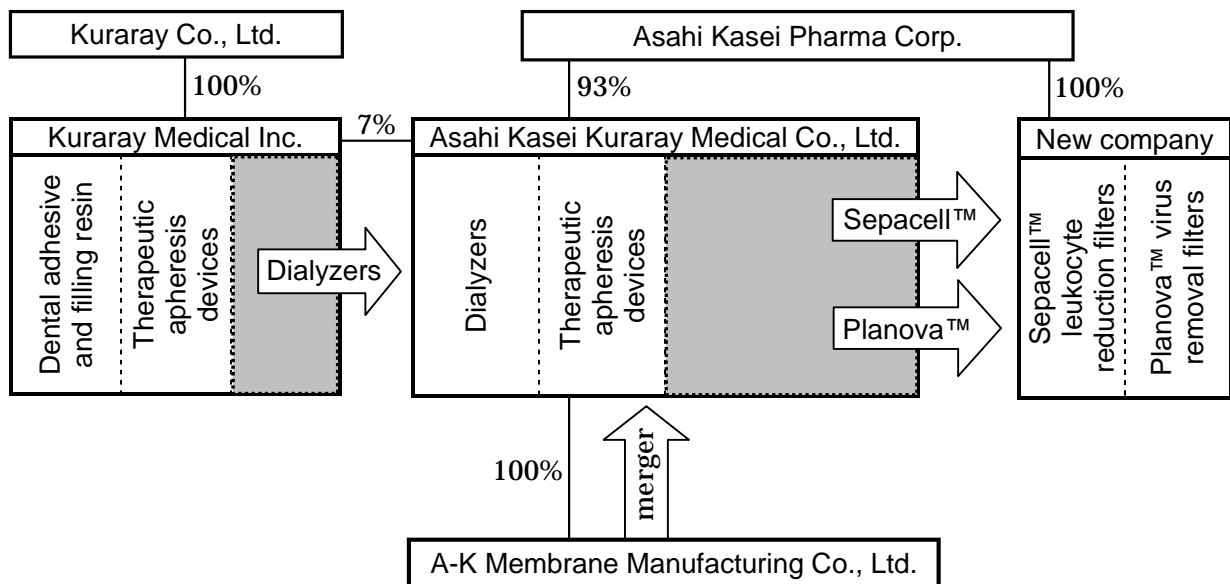 Kuraray Co., Ltd.
Asahi Kasei Pharma Corp.
100%
93%
100%
Kuraray Medical Inc.
7%
Asahi Kasei Kuraray Medical Co., Ltd.
New company
Dental adhesive
and filling resin
Therapeutic
apheresis
devices
Dialyzers
Dialyzers
Therapeutic
apheresis
devices
Sepacell™
Planova™
Sepacell™
leukocyte
reduction filters
Planova™ virus
removal filters
100%
merger
A-K Membrane Manufacturing Co., Ltd.